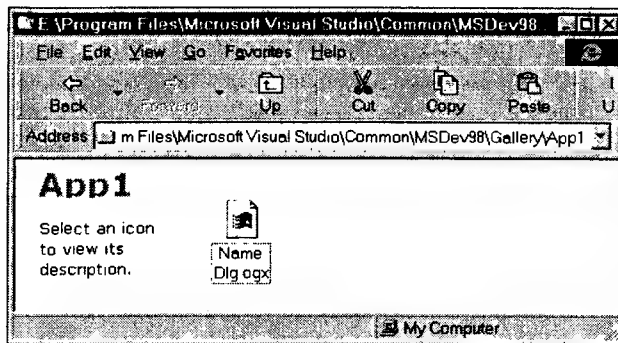 E:\Program Files\Microsoft Visual Studio\Common\MSDev98
File Edit View Go Favorites Help
Back Forward Up Cut Copy Paste U
Address m Files\Microsoft Visual Studio\Common\MSDev98\Gallery\App1
App1
Select an icon
to view its
description.
Name
Dlg ogx
My Computer